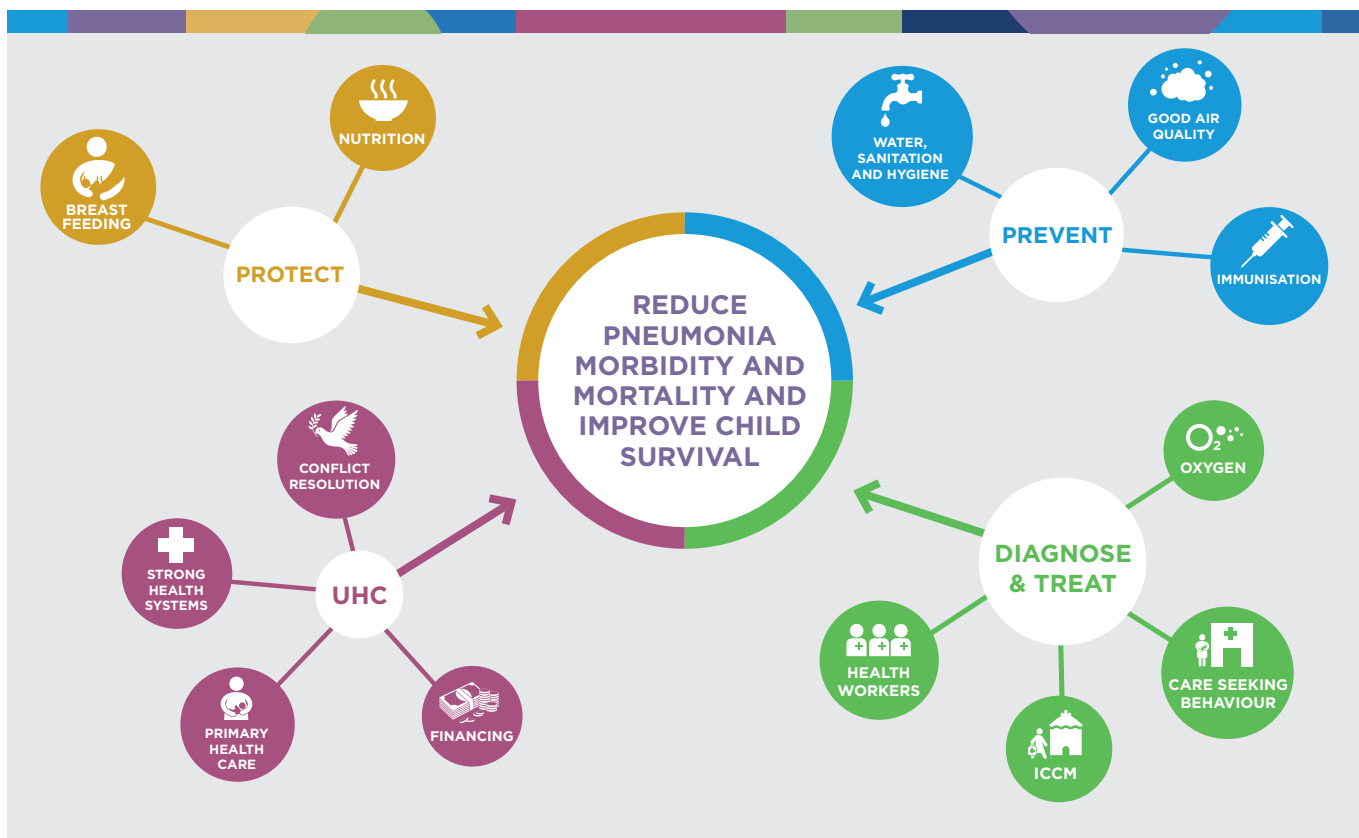 NUTRITION
BREAST
FEEDING
PROTECT
WATER,
SANITATION
AND HYGIENE
GOOD AIR
QUALITY
PREVENT
IMMUNISATION
REDUCE
PNEUMONIA
MORBIDITY AND
MORTALITY AND
IMPROVE CHILD
SURVIVAL
CONFLICT
RESOLUTION
STRONG
HEALTH
SYSTEMS
UHC
PRIMARY
HEALTH
CARE
FINANCING
O2
OXYGEN
DIAGNOSE
& TREAT
HEALTH
WORKERS
ICCM
CARE SEEKING
BEHAVIOUR